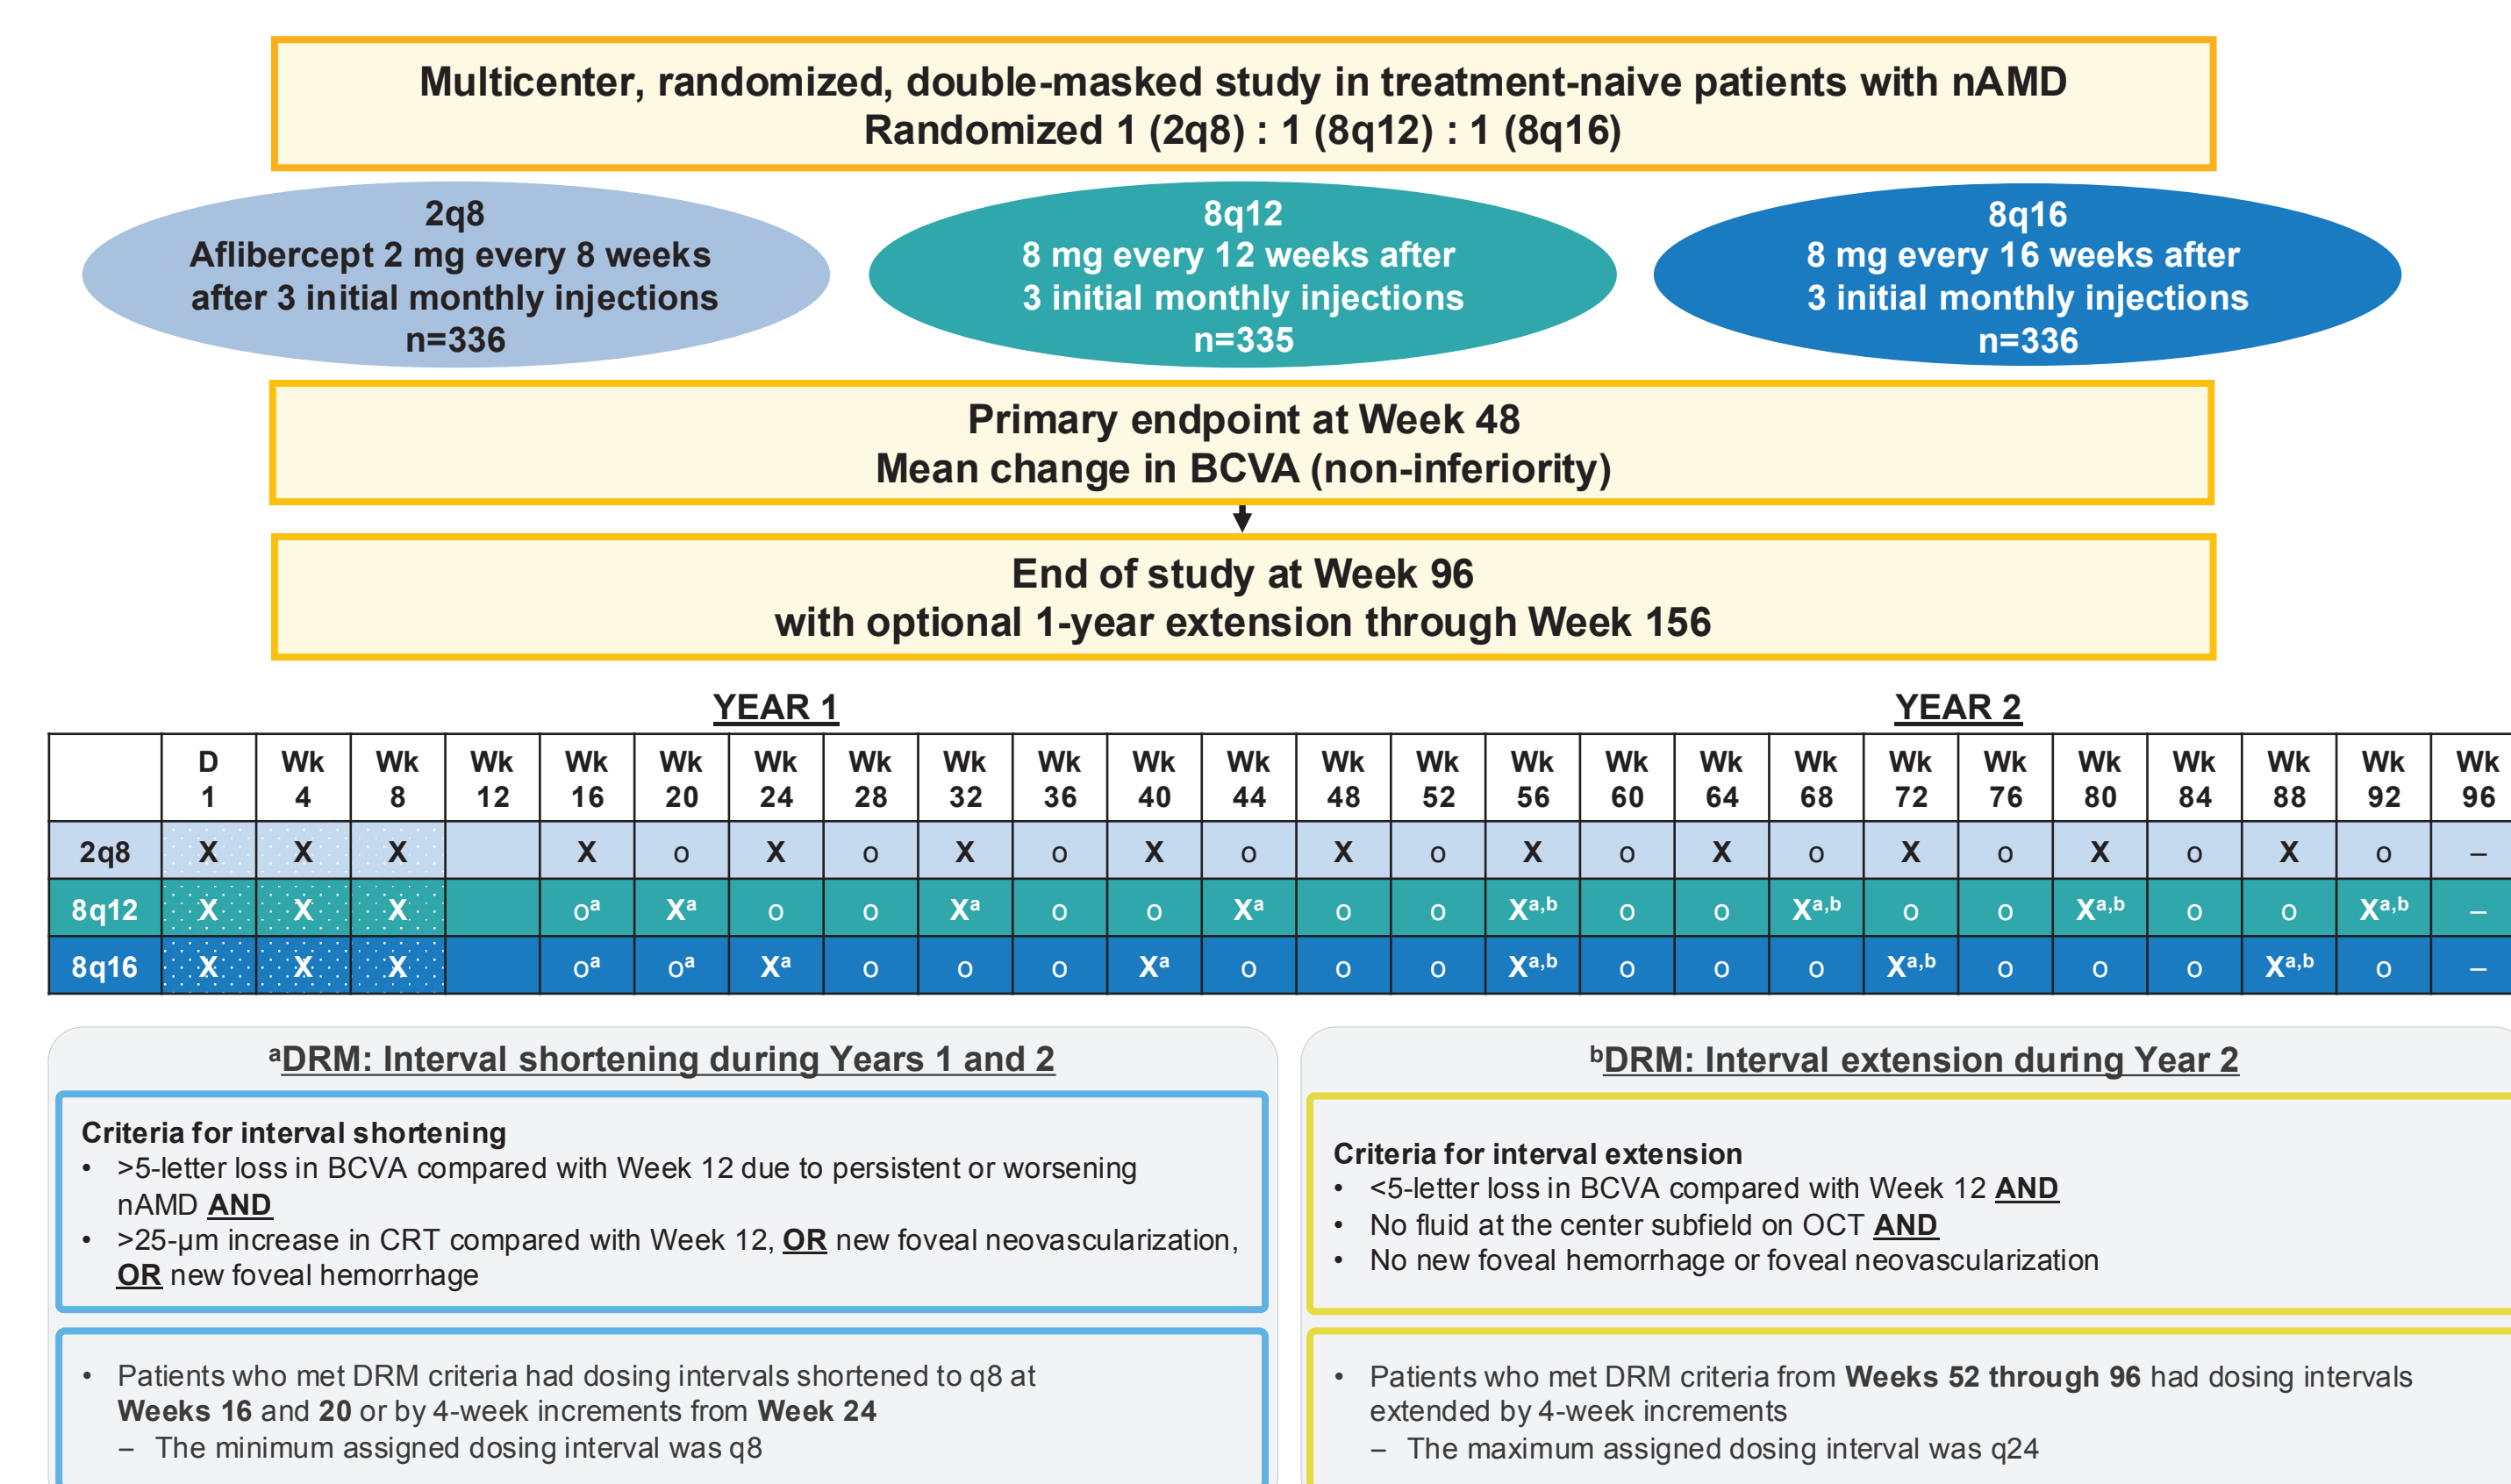 Multicenter, randomized, double-masked study in treatment-naive patients with nAMD
Randomized 1 (2q8) : 1 (8q12) : 1 (8q16)
2q8
Aflibercept 2 mg every 8 weeks
after 3 initial monthly injections
n=336
8q12
8 mg every 12 weeks after
3 initial monthly injections
n=335
8q16
8 mg every 16 weeks after
3 initial monthly injections
n=336
Primary endpoint at Week 48
Mean change in BCVA (non-inferiority)
End of study at Week 96
with optional 1-year extension through Week 156
YEAR 1 YEAR 2
D 1 Wk 4 Wk 8 Wk 12 Wk 16 Wk 20 Wk 24 Wk 28 Wk 32 Wk 36 Wk 40 Wk 44 Wk 48 Wk 52 Wk 56 Wk 60 Wk 64 Wk 68 Wk 72 Wk 76 Wk 80 Wk 84 Wk 88 Wk 92 Wk 96
2q8 X X X X o X o X o X o X o X o X o X o X o X o –
8q12 X X X oᵃ Xᵃ o o Xᵃ o o Xᵃ o o Xᵃ,ᵇ o o Xᵃ,ᵇ o o Xᵃ,ᵇ o o Xᵃ,ᵇ –
8q16 X X X oᵃ oᵃ Xᵃ o o o Xᵃ o o o Xᵃ,ᵇ o o o Xᵃ,ᵇ o o o Xᵃ,ᵇ o –
ᵃDRM: Interval shortening during Years 1 and 2
Criteria for interval shortening
• >5-letter loss in BCVA compared with Week 12 due to persistent or worsening
nAMD AND
• >25-µm increase in CRT compared with Week 12, OR new foveal neovascularization,
OR new foveal hemorrhage
• Patients who met DRM criteria had dosing intervals shortened to q8 at
Weeks 16 and 20 or by 4-week increments from Week 24
– The minimum assigned dosing interval was q8
ᵇDRM: Interval extension during Year 2
Criteria for interval extension
• <5-letter loss in BCVA compared with Week 12 AND
• No fluid at the center subfield on OCT AND
• No new foveal hemorrhage or foveal neovascularization
• Patients who met DRM criteria from Weeks 52 through 96 had dosing intervals
extended by 4-week increments
– The maximum assigned dosing interval was q24